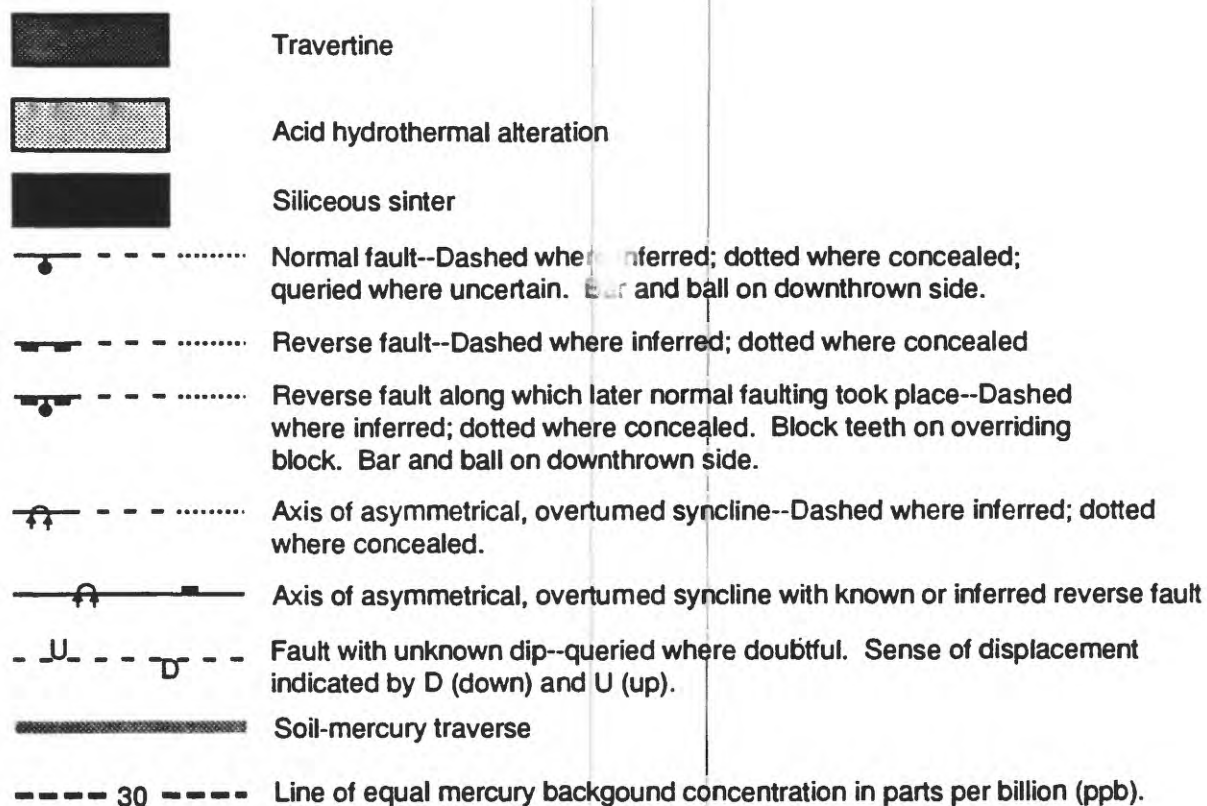 Travertine
Acid hydrothermal alteration
Siliceous sinter
Normal fault--Dashed where inferred; dotted where concealed;
queried where uncertain. Bar and ball on downthrown side.
Reverse fault--Dashed where inferred; dotted where concealed
Reverse fault along which later normal faulting took place--Dashed
where inferred; dotted where concealed. Block teeth on overriding
block. Bar and ball on downthrown side.
Axis of asymmetrical, overturned syncline--Dashed where inferred; dotted
where concealed.
Axis of asymmetrical, overturned syncline with known or inferred reverse fault
U D Fault with unknown dip--queried where doubtful. Sense of displacement
indicated by D (down) and U (up).
Soil-mercury traverse
30 Line of equal mercury backgound concentration in parts per billion (ppb).